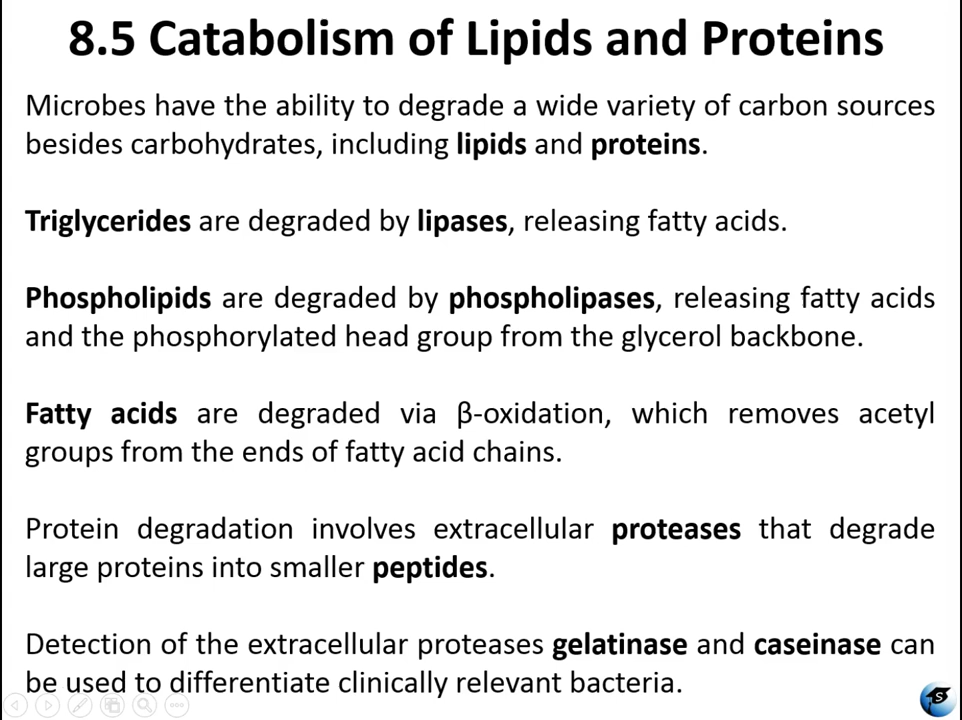 8.5 Catabolism of Lipids and Proteins
Microbes have the ability to degrade a wide variety of carbon sources
besides carbohydrates, including lipids and proteins.
Triglycerides are degraded by lipases, releasing fatty acids.
Phospholipids are degraded by phospholipases, releasing fatty acids
and the phosphorylated head group from the glycerol backbone.
Fatty acids are degraded via β-oxidation, which removes acetyl
groups from the ends of fatty acid chains.
Protein degradation involves extracellular proteases that degrade
large proteins into smaller peptides.
Detection of the extracellular proteases gelatinase and caseinase can
be used to differentiate clinically relevant bacteria.
S